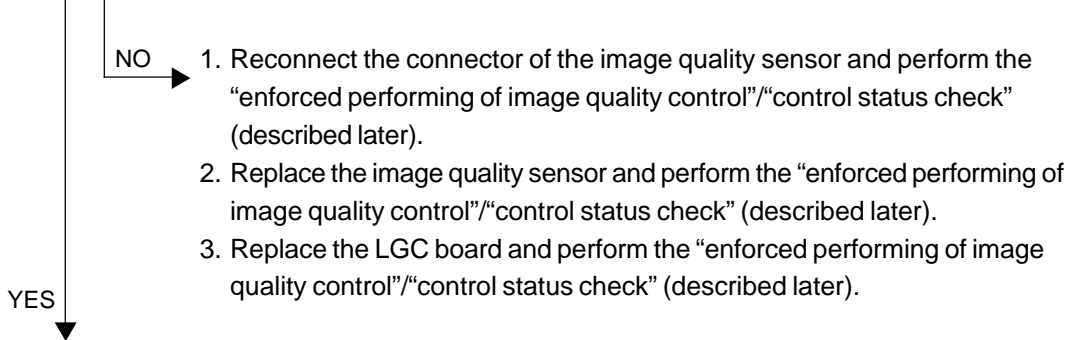 NO
1. Reconnect the connector of the image quality sensor and perform the
“enforced performing of image quality control”/“control status check”
(described later).
2. Replace the image quality sensor and perform the “enforced performing of
image quality control”/“control status check” (described later).
3. Replace the LGC board and perform the “enforced performing of image
quality control”/“control status check” (described later).
YES